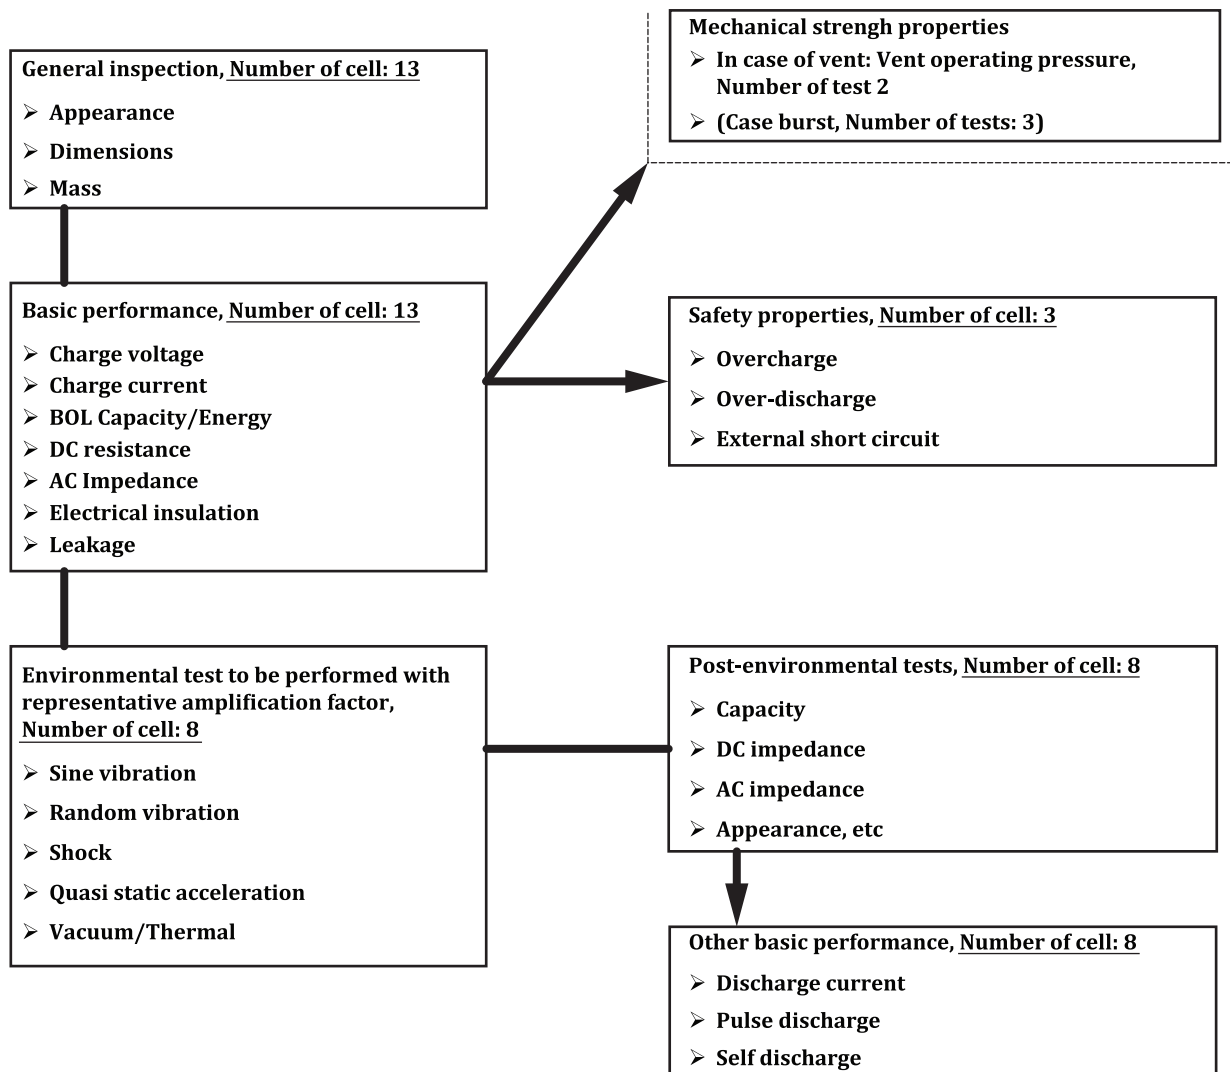 General inspection, Number of cell: 13
➢ Appearance
➢ Dimensions
➢ Mass
Mechanical strengh properties
➢ In case of vent: Vent operating pressure,
Number of test 2
➢ (Case burst, Number of tests: 3)
Basic performance, Number of cell: 13
➢ Charge voltage
➢ Charge current
➢ BOL Capacity/Energy
➢ DC resistance
➢ AC Impedance
➢ Electrical insulation
➢ Leakage
Safety properties, Number of cell: 3
➢ Overcharge
➢ Over-discharge
➢ External short circuit
Environmental test to be performed with
representative amplification factor,
Number of cell: 8
➢ Sine vibration
➢ Random vibration
➢ Shock
➢ Quasi static acceleration
➢ Vacuum/Thermal
Post-environmental tests, Number of cell: 8
➢ Capacity
➢ DC impedance
➢ AC impedance
➢ Appearance, etc
Other basic performance, Number of cell: 8
➢ Discharge current
➢ Pulse discharge
➢ Self discharge